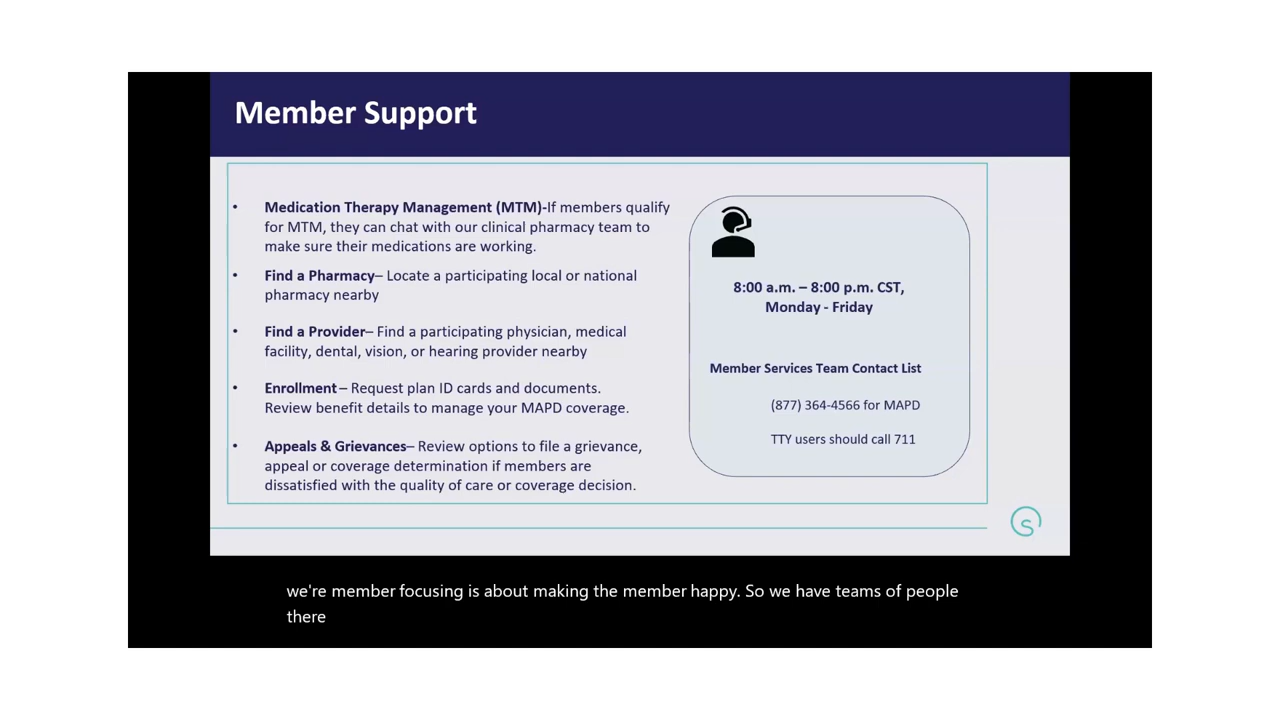 Member Support
• Medication Therapy Management (MTM)-If members qualify
for MTM, they can chat with our clinical pharmacy team to
make sure their medications are working.
• Find a Pharmacy– Locate a participating local or national
pharmacy nearby
• Find a Provider– Find a participating physician, medical
facility, dental, vision, or hearing provider nearby
• Enrollment – Request plan ID cards and documents.
Review benefit details to manage your MAPD coverage.
• Appeals & Grievances– Review options to file a grievance,
appeal or coverage determination if members are
dissatisfied with the quality of care or coverage decision.
8:00 a.m. – 8:00 p.m. CST,
Monday - Friday
Member Services Team Contact List
(877) 364-4566 for MAPD
TTY users should call 711
S
we're member focusing is about making the member happy. So we have teams of people
there